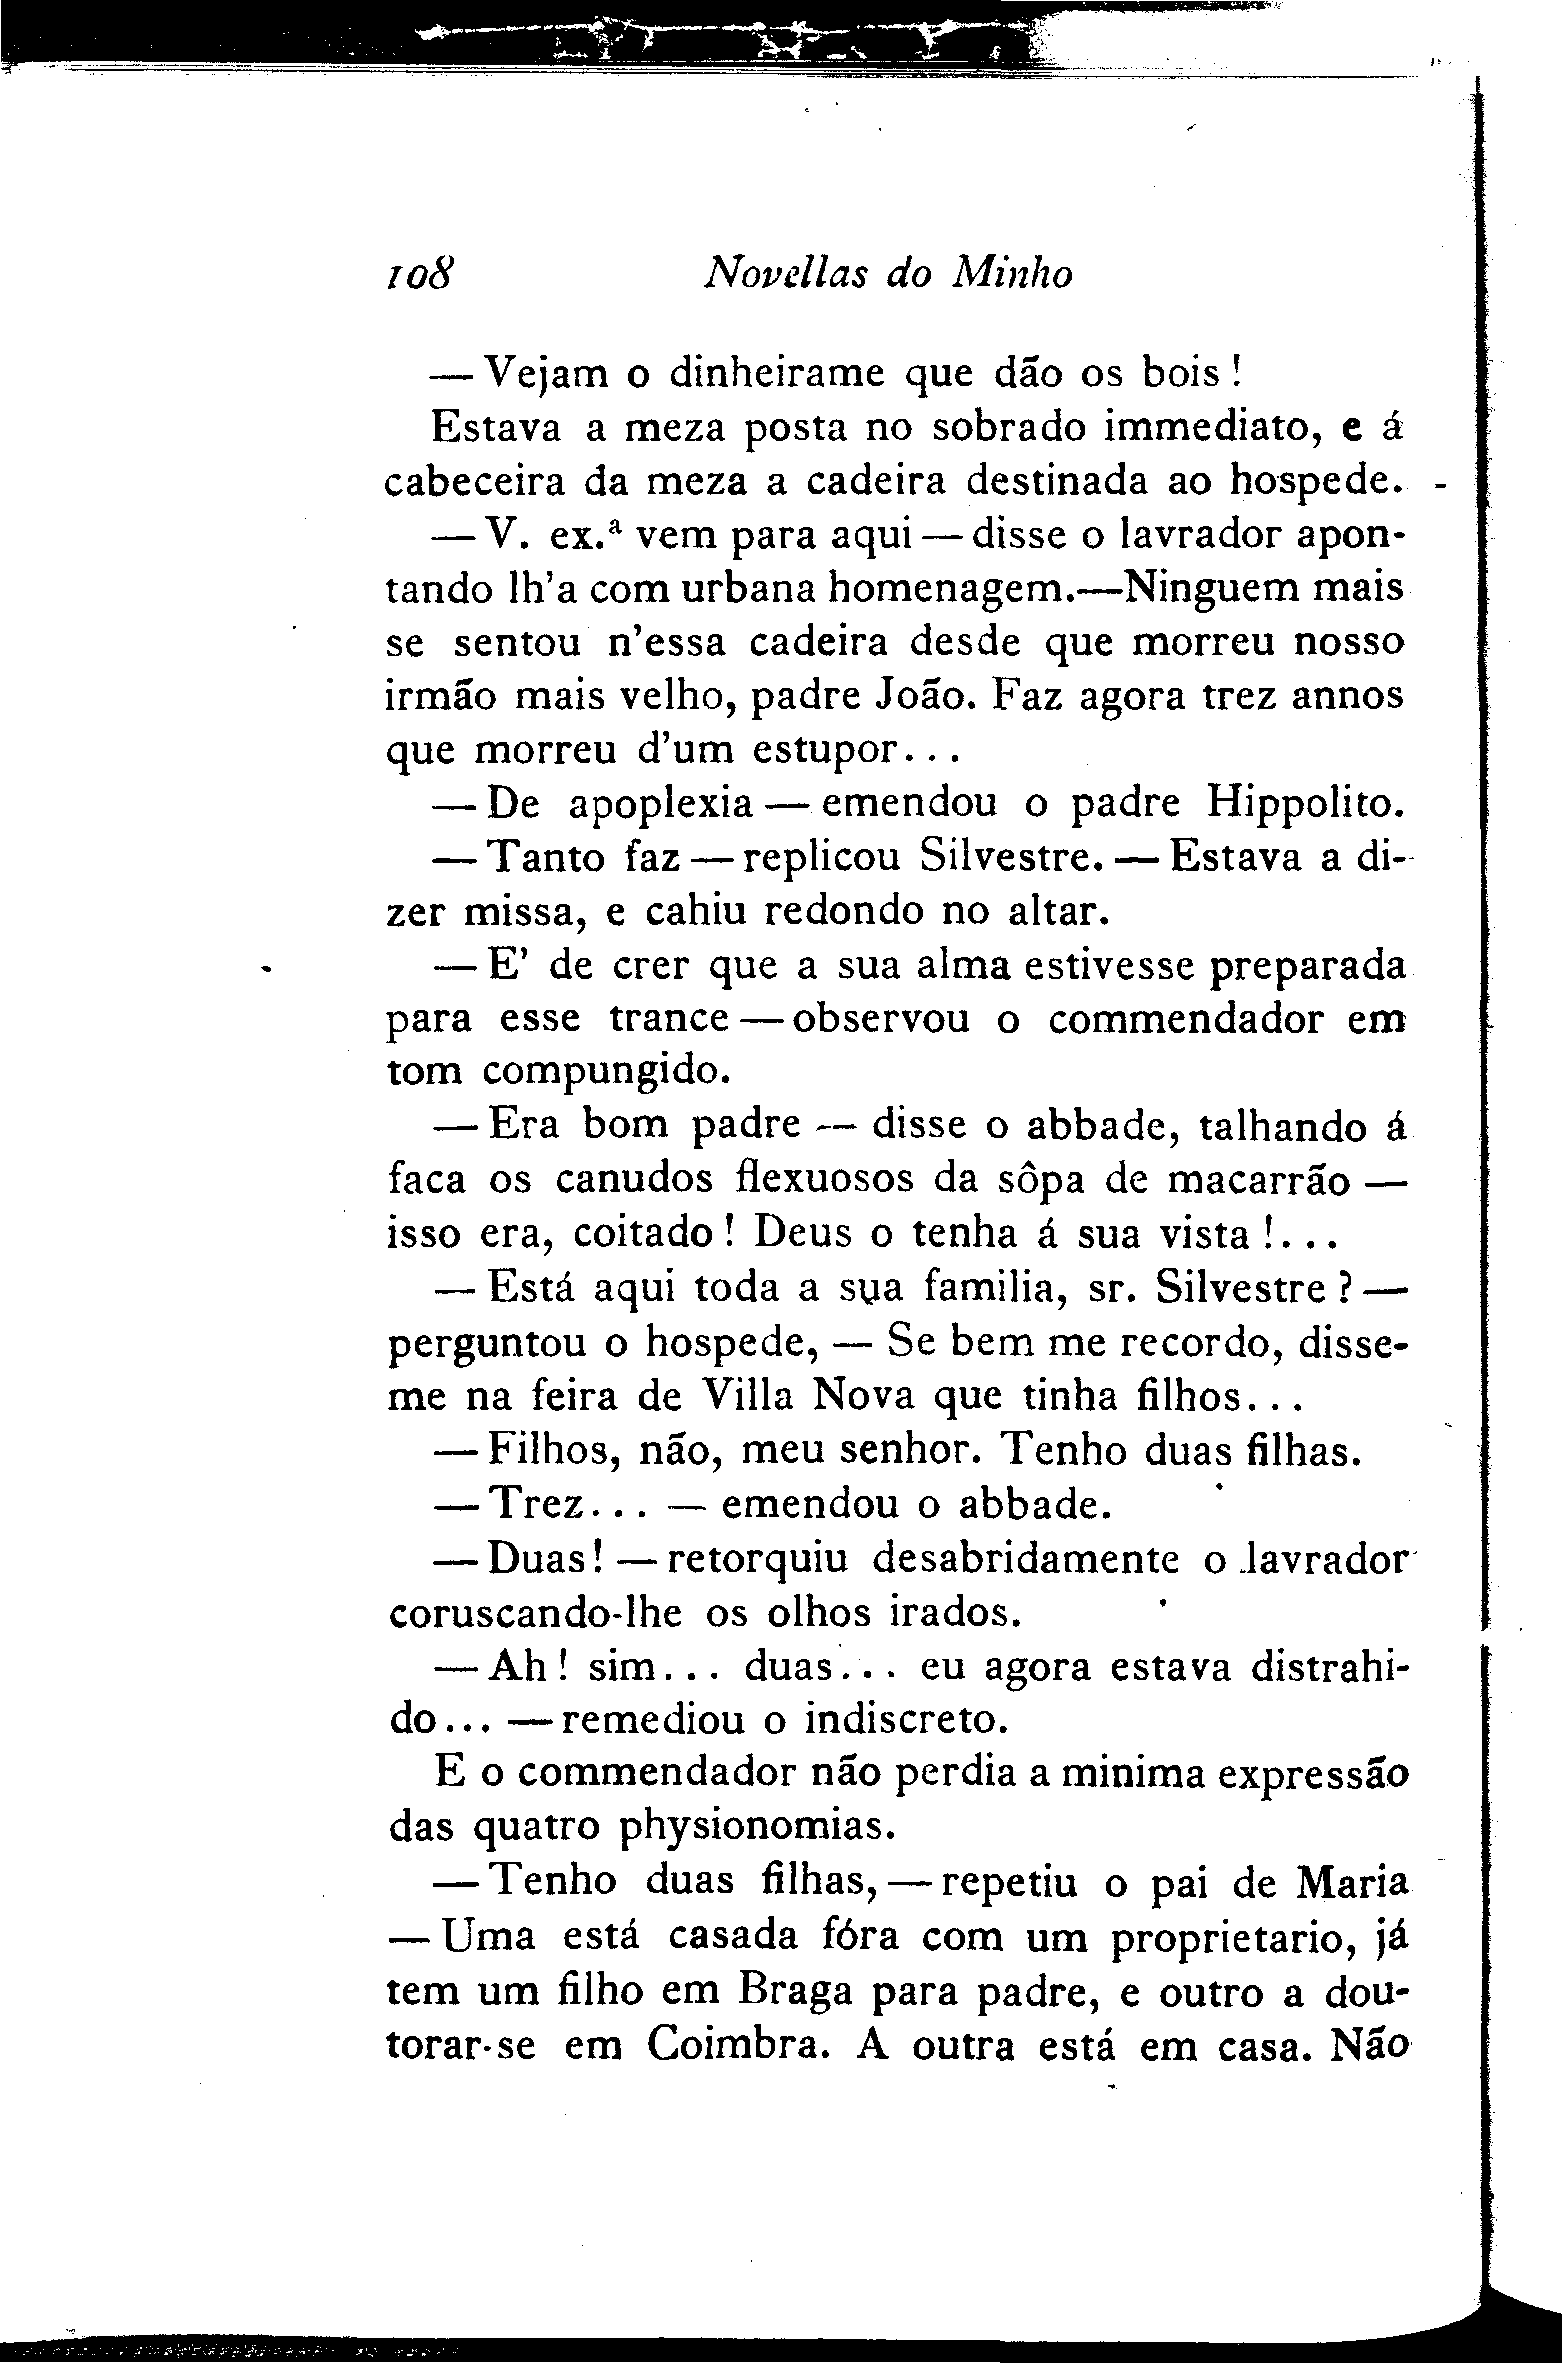 108 Novellas do Minho
— Vejam o dinheirame que dão os bois !
Estava a meza posta no sobrado immediato, e á
cabeceira da meza a cadeira destinada ao hospede.
— V. ex.ª vem para aqui — disse o lavrador apon-
tando lh'a com urbana homenagem.—Ninguem mais
se sentou n'essa cadeira desde que morreu nosso
irmão mais velho, padre João. Faz agora trez annos
que morreu d'um estupor...
— De apoplexia — emendou o padre Hippolito.
— Tanto faz — replicou Silvestre. — Estava a di-
zer missa, e cahiu redondo no altar.
— E' de crer que a sua alma estivesse preparada
para esse trance — observou o commendador em
tom compungido.
— Era bom padre — disse o abbade, talhando á
faca os canudos flexuosos da sôpa de macarrão —
isso era, coitado ! Deus o tenha á sua vista !...
— Está aqui toda a sua familia, sr. Silvestre ? —
perguntou o hospede, — Se bem me recordo, disse-
me na feira de Villa Nova que tinha filhos...
— Filhos, não, meu senhor. Tenho duas filhas.
— Trez... — emendou o abbade.
— Duas! — retorquiu desabridamente o lavrador
coruscando-lhe os olhos irados.
— Ah ! sim... duas... eu agora estava distrahi-
do... — remediou o indiscreto.
E o commendador não perdia a minima expressão
das quatro physionomias.
— Tenho duas filhas, — repetiu o pai de Maria
— Uma está casada fóra com um proprietario, já
tem um filho em Braga para padre, e outro a dou-
torar-se em Coimbra. A outra está em casa. Não